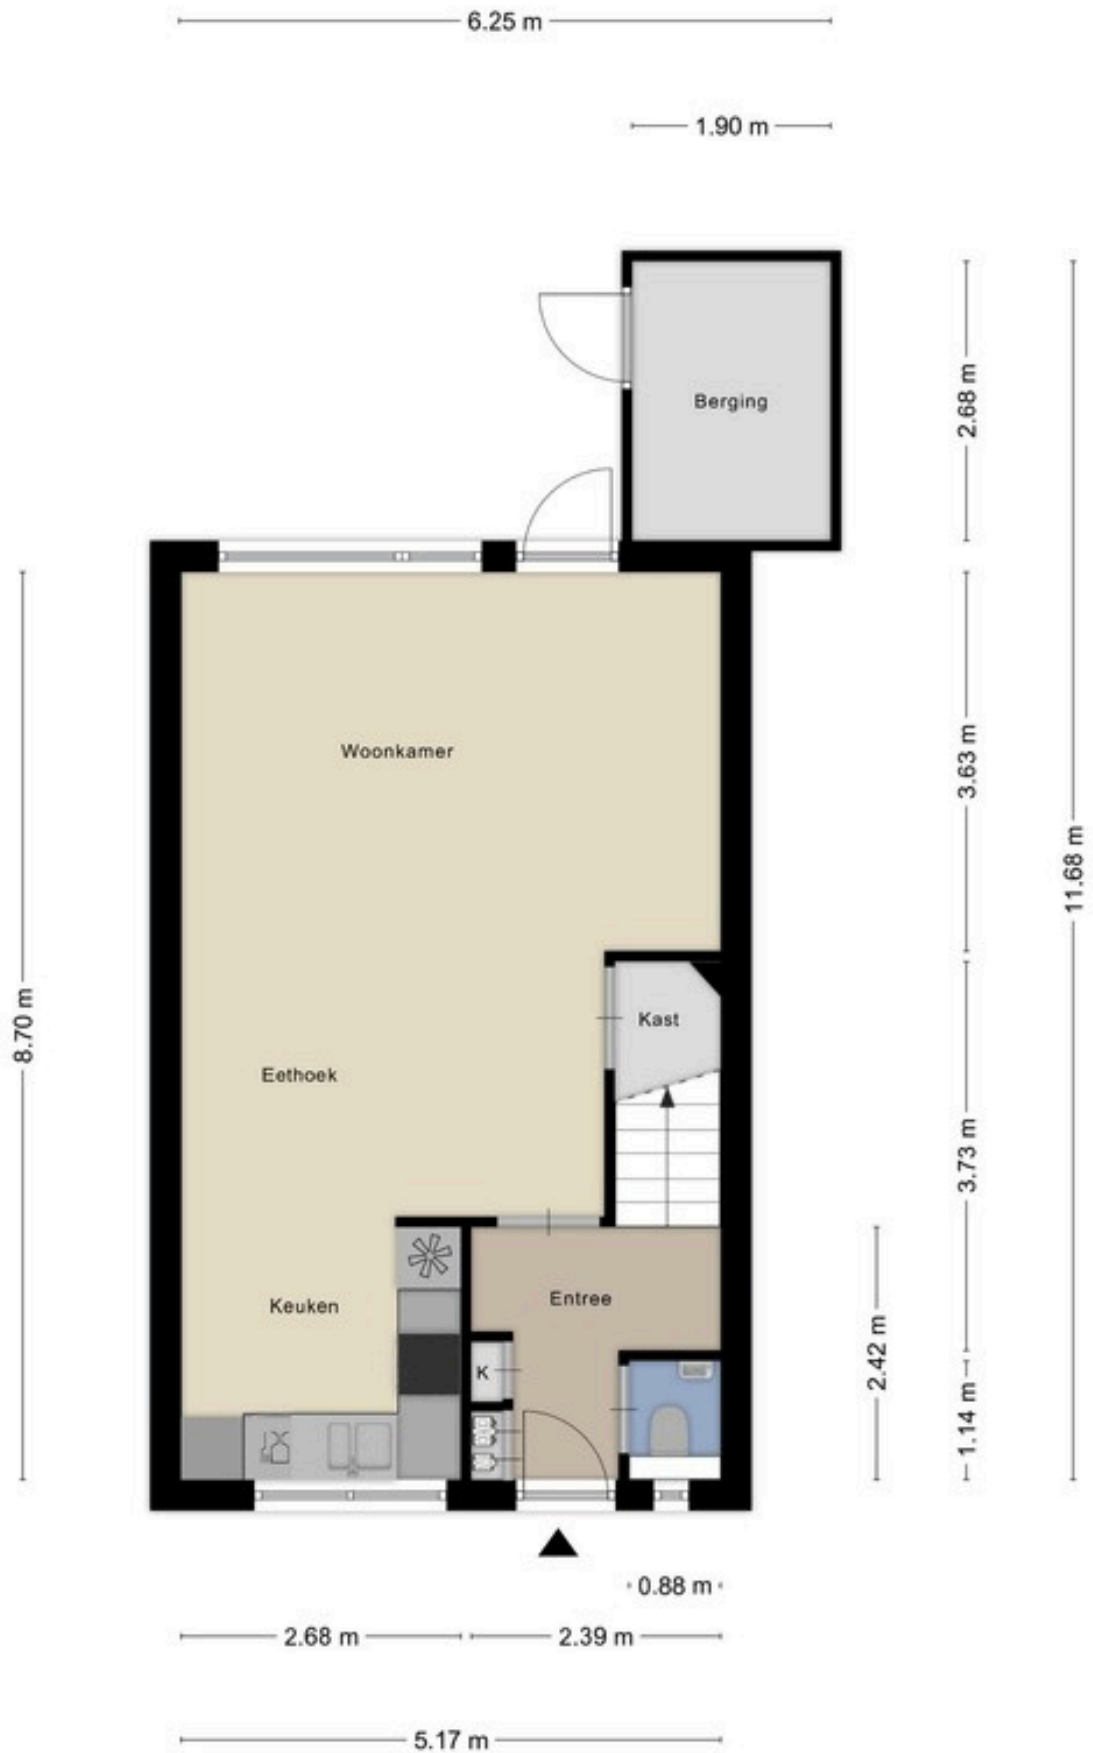 6.25 m
1.90 m
Berging
2.68 m
Woonkamer
3.63 m
11.68 m
8.70 m
Kast
Eethoek
3.73 m
Entree
Keuken
2.42 m
K
1.14 m
0.88 m
2.68 m
2.39 m
5.17 m